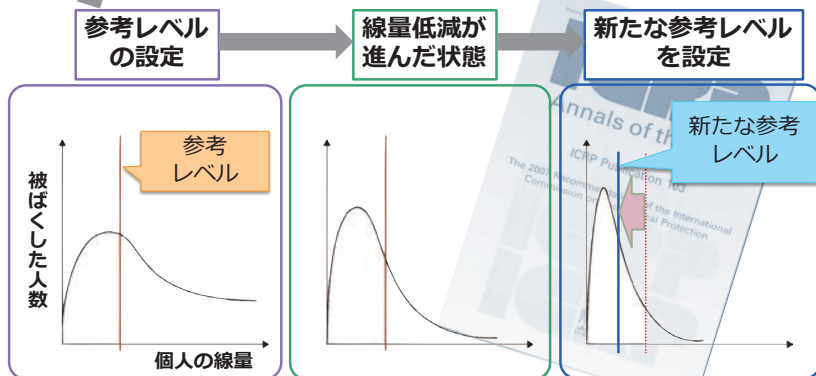 参考レベル
の設定
線量低減が
進んだ状態
新たな参考レベル
を設定
参考
レベル
被ばくした人数
個人の線量
新たな参考
レベル
Annals of the
ICRP Publication 103
The 2007 Recommendations of the International
Commission on
Protection